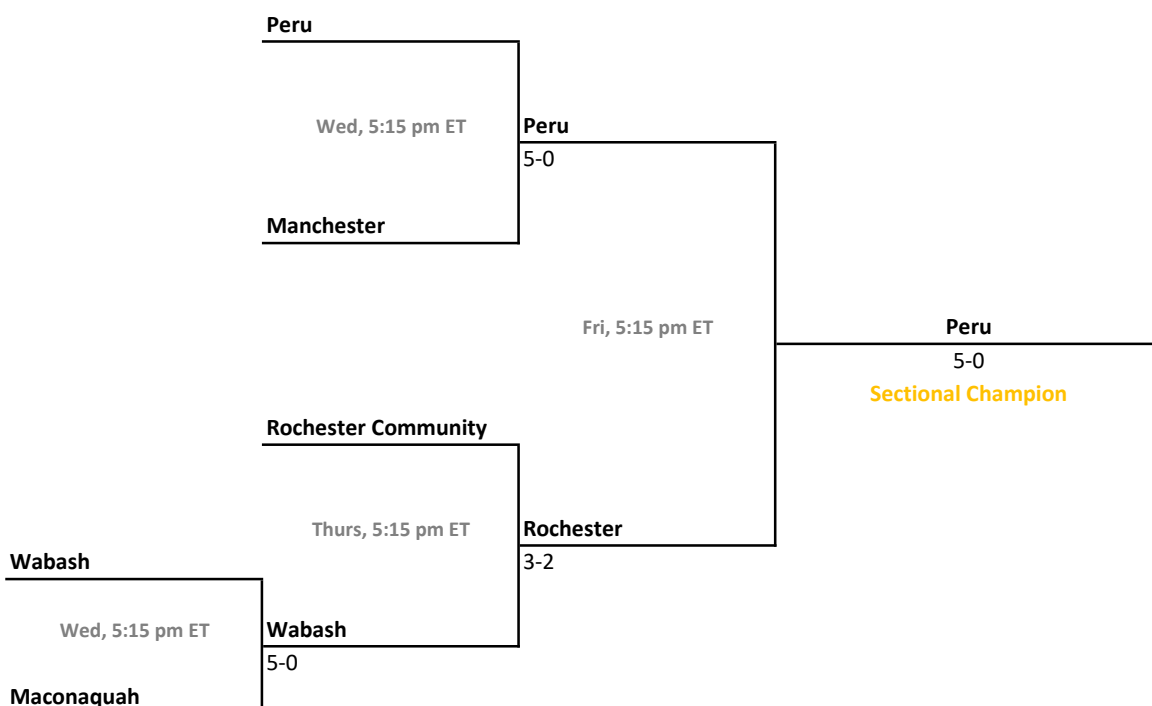 Peru
Wed, 5:15 pm ET
Peru
5-0
Manchester
Fri, 5:15 pm ET
Peru
5-0
Sectional Champion
Rochester Community
Thurs, 5:15 pm ET
Rochester
3-2
Wabash
Wed, 5:15 pm ET
Wabash
5-0
Maconaquah